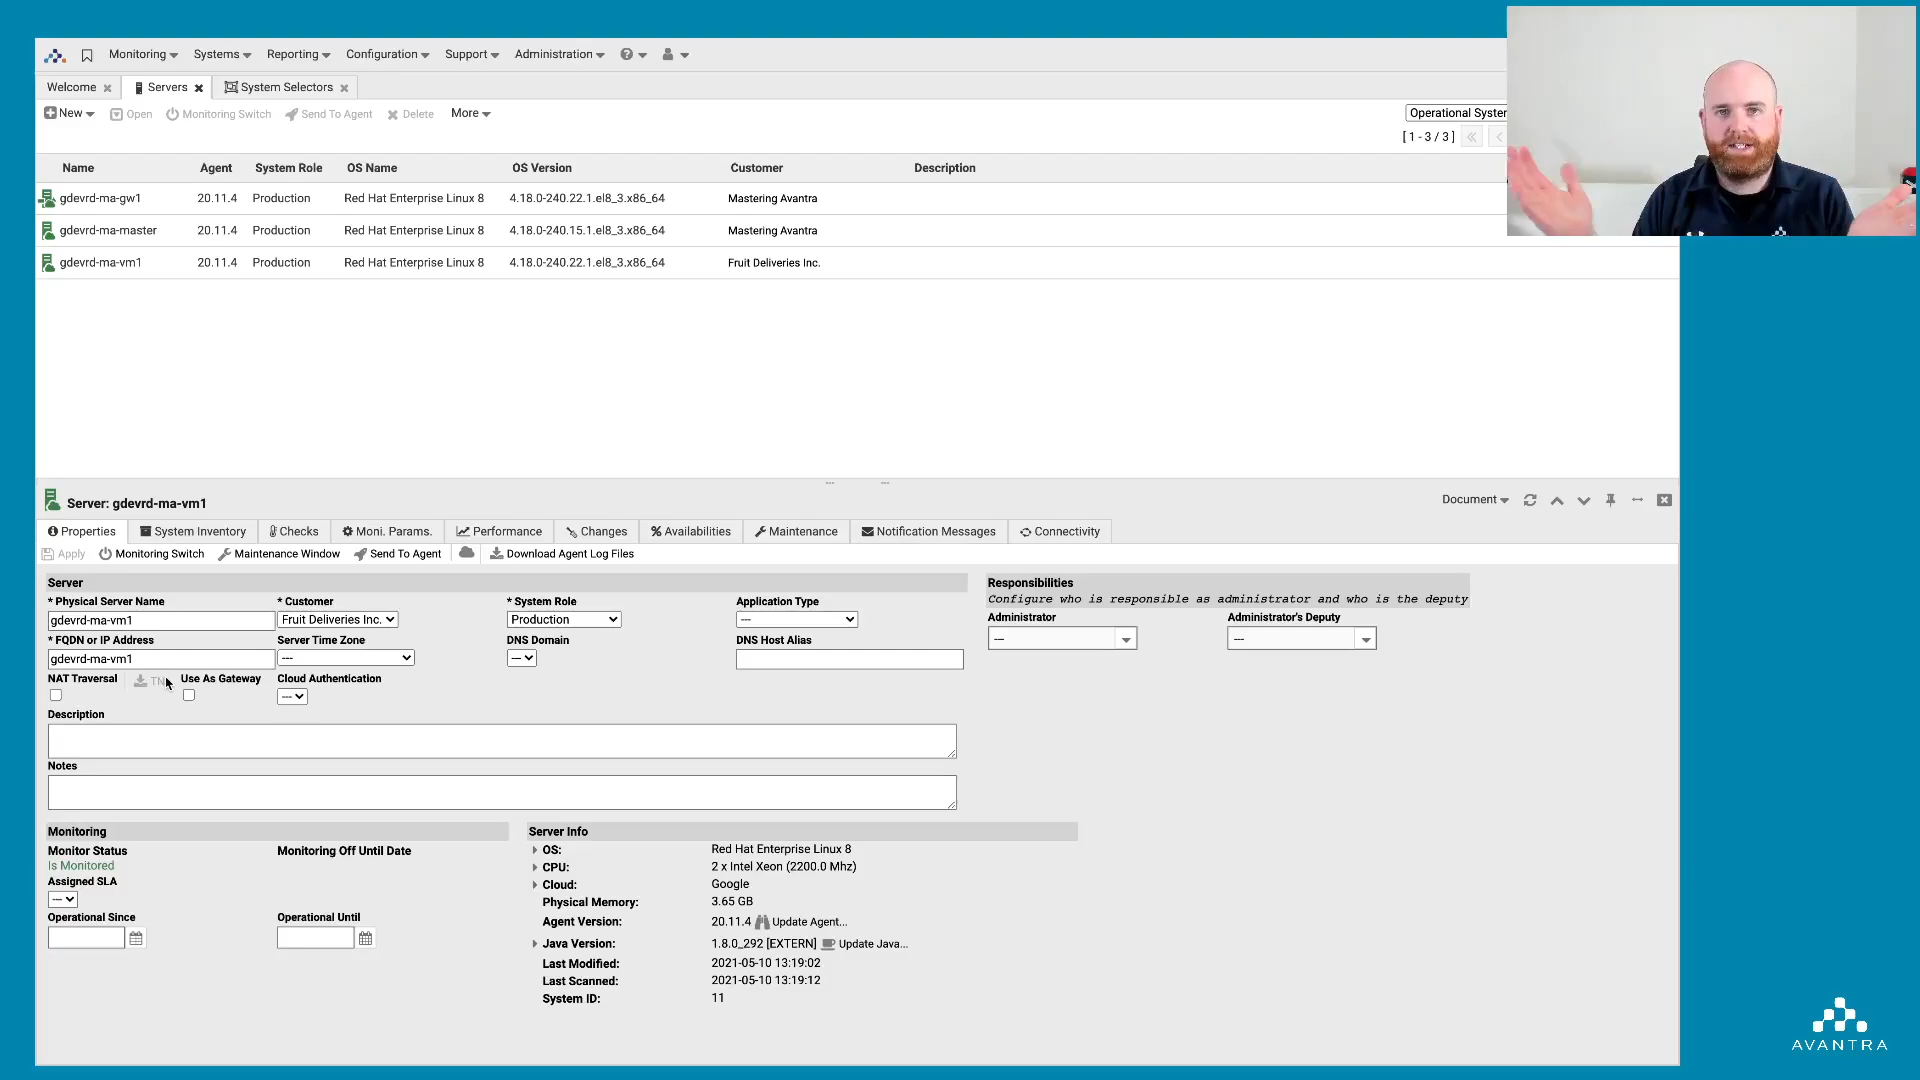 Monitoring Systems Reporting Configuration Support Administration
Welcome Servers System Selectors
New Open Monitoring Switch Send To Agent Delete More Operational System
[ 1 - 3 / 3 ]
Name Agent System Role OS Name OS Version Customer Description
gdevrd-ma-gw1 20.11.4 Production Red Hat Enterprise Linux 8 4.18.0-240.22.1.el8_3.x86_64 Mastering Avantra
gdevrd-ma-master 20.11.4 Production Red Hat Enterprise Linux 8 4.18.0-240.15.1.el8_3.x86_64 Mastering Avantra
gdevrd-ma-vm1 20.11.4 Production Red Hat Enterprise Linux 8 4.18.0-240.22.1.el8_3.x86_64 Fruit Deliveries Inc.
Server: gdevrd-ma-vm1 Document
Properties System Inventory Checks Moni. Params. Performance Changes Availabilities Maintenance Notification Messages Connectivity
Apply Monitoring Switch Maintenance Window Send To Agent Download Agent Log Files
Server Responsibilities
Configure who is responsible as administrator and who is the deputy
* Physical Server Name * Customer * System Role Application Type Administrator Administrator's Deputy
gdevrd-ma-vm1 Fruit Deliveries Inc. Production --- --- ---
* FQDN or IP Address Server Time Zone DNS Domain DNS Host Alias
gdevrd-ma-vm1 --- ---
NAT Traversal Use As Gateway Cloud Authentication
---
Description
Notes
Monitoring Server Info
Monitor Status Monitoring Off Until Date OS: Red Hat Enterprise Linux 8
Is Monitored CPU: 2 x Intel Xeon (2200.0 Mhz)
Assigned SLA Cloud: Google
--- Physical Memory: 3.65 GB
Operational Since Operational Until Agent Version: 20.11.4 Update Agent...
Java Version: 1.8.0_292 [EXTERN] Update Java...
Last Modified: 2021-05-10 13:19:02
Last Scanned: 2021-05-10 13:19:12
System ID: 11
AVANTRA